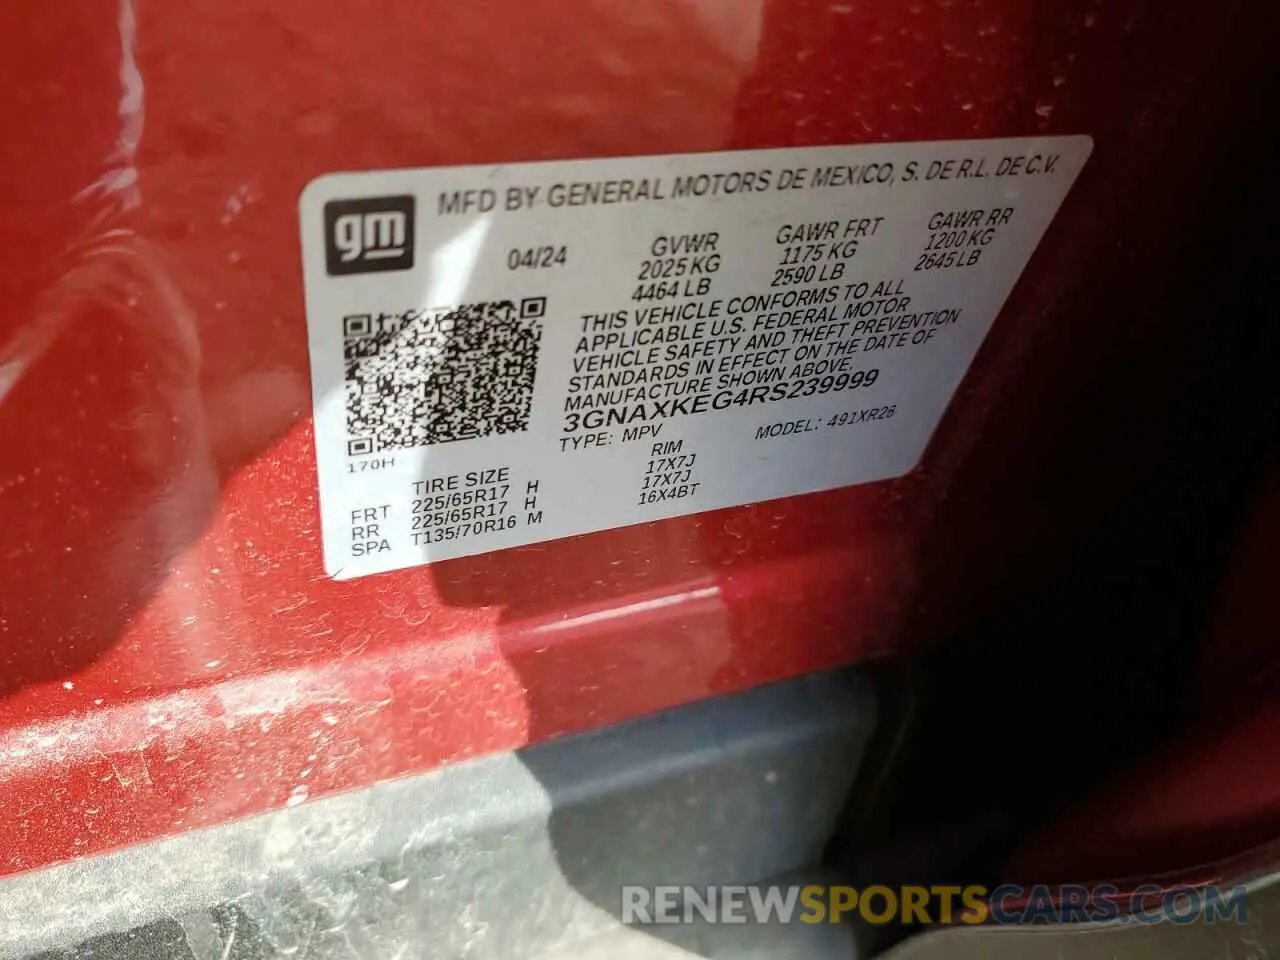 gm
MFD BY GENERAL MOTORS DE MEXICO, S. DE R.L. DE C.V.
04/24
GVWR
2025 KG
4464 LB
GAWR FRT
1175 KG
2590 LB
GAWR RR
1200 KG
2645 LB
THIS VEHICLE CONFORMS TO ALL
APPLICABLE U.S. FEDERAL MOTOR
VEHICLE SAFETY AND THEFT PREVENTION
STANDARDS IN EFFECT ON THE DATE OF
MANUFACTURE SHOWN ABOVE.
3GNAXKEG4RS239999
TYPE: MPV
MODEL: 491XR26
170H
TIRE SIZE
RIM
FRT 225/65R17 H 17X7J
RR 225/65R17 H 17X7J
SPA T135/70R16 M 16X4BT
RENEWSPORTSCARS.COM